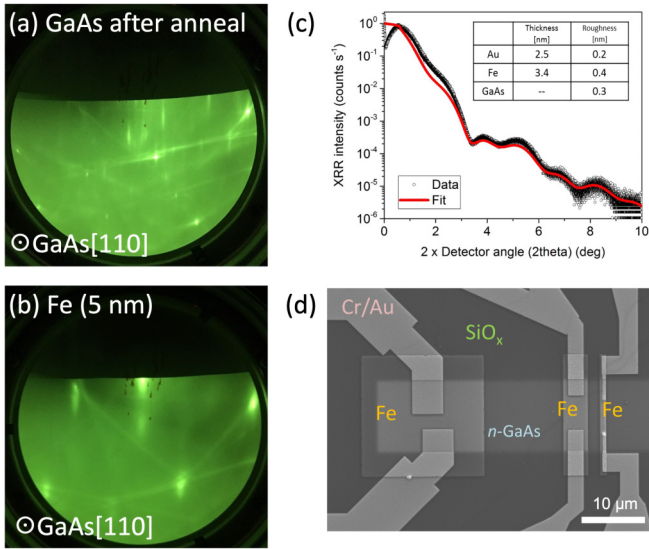 (a) GaAs after anneal
⊙GaAs[110]
(b) Fe (5 nm)
⊙GaAs[110]
(c)
XRR intensity (counts s⁻¹)
10⁰
10⁻¹
10⁻²
10⁻³
10⁻⁴
10⁻⁵
10⁻⁶
0 2 4 6 8 10
2 x Detector angle (2theta) (deg)
Thickness Roughness
[nm] [nm]
Au 2.5 0.2
Fe 3.4 0.4
GaAs -- 0.3
Data
Fit
(d)
Cr/Au
SiOₓ
Fe Fe Fe
n-GaAs
10 μm